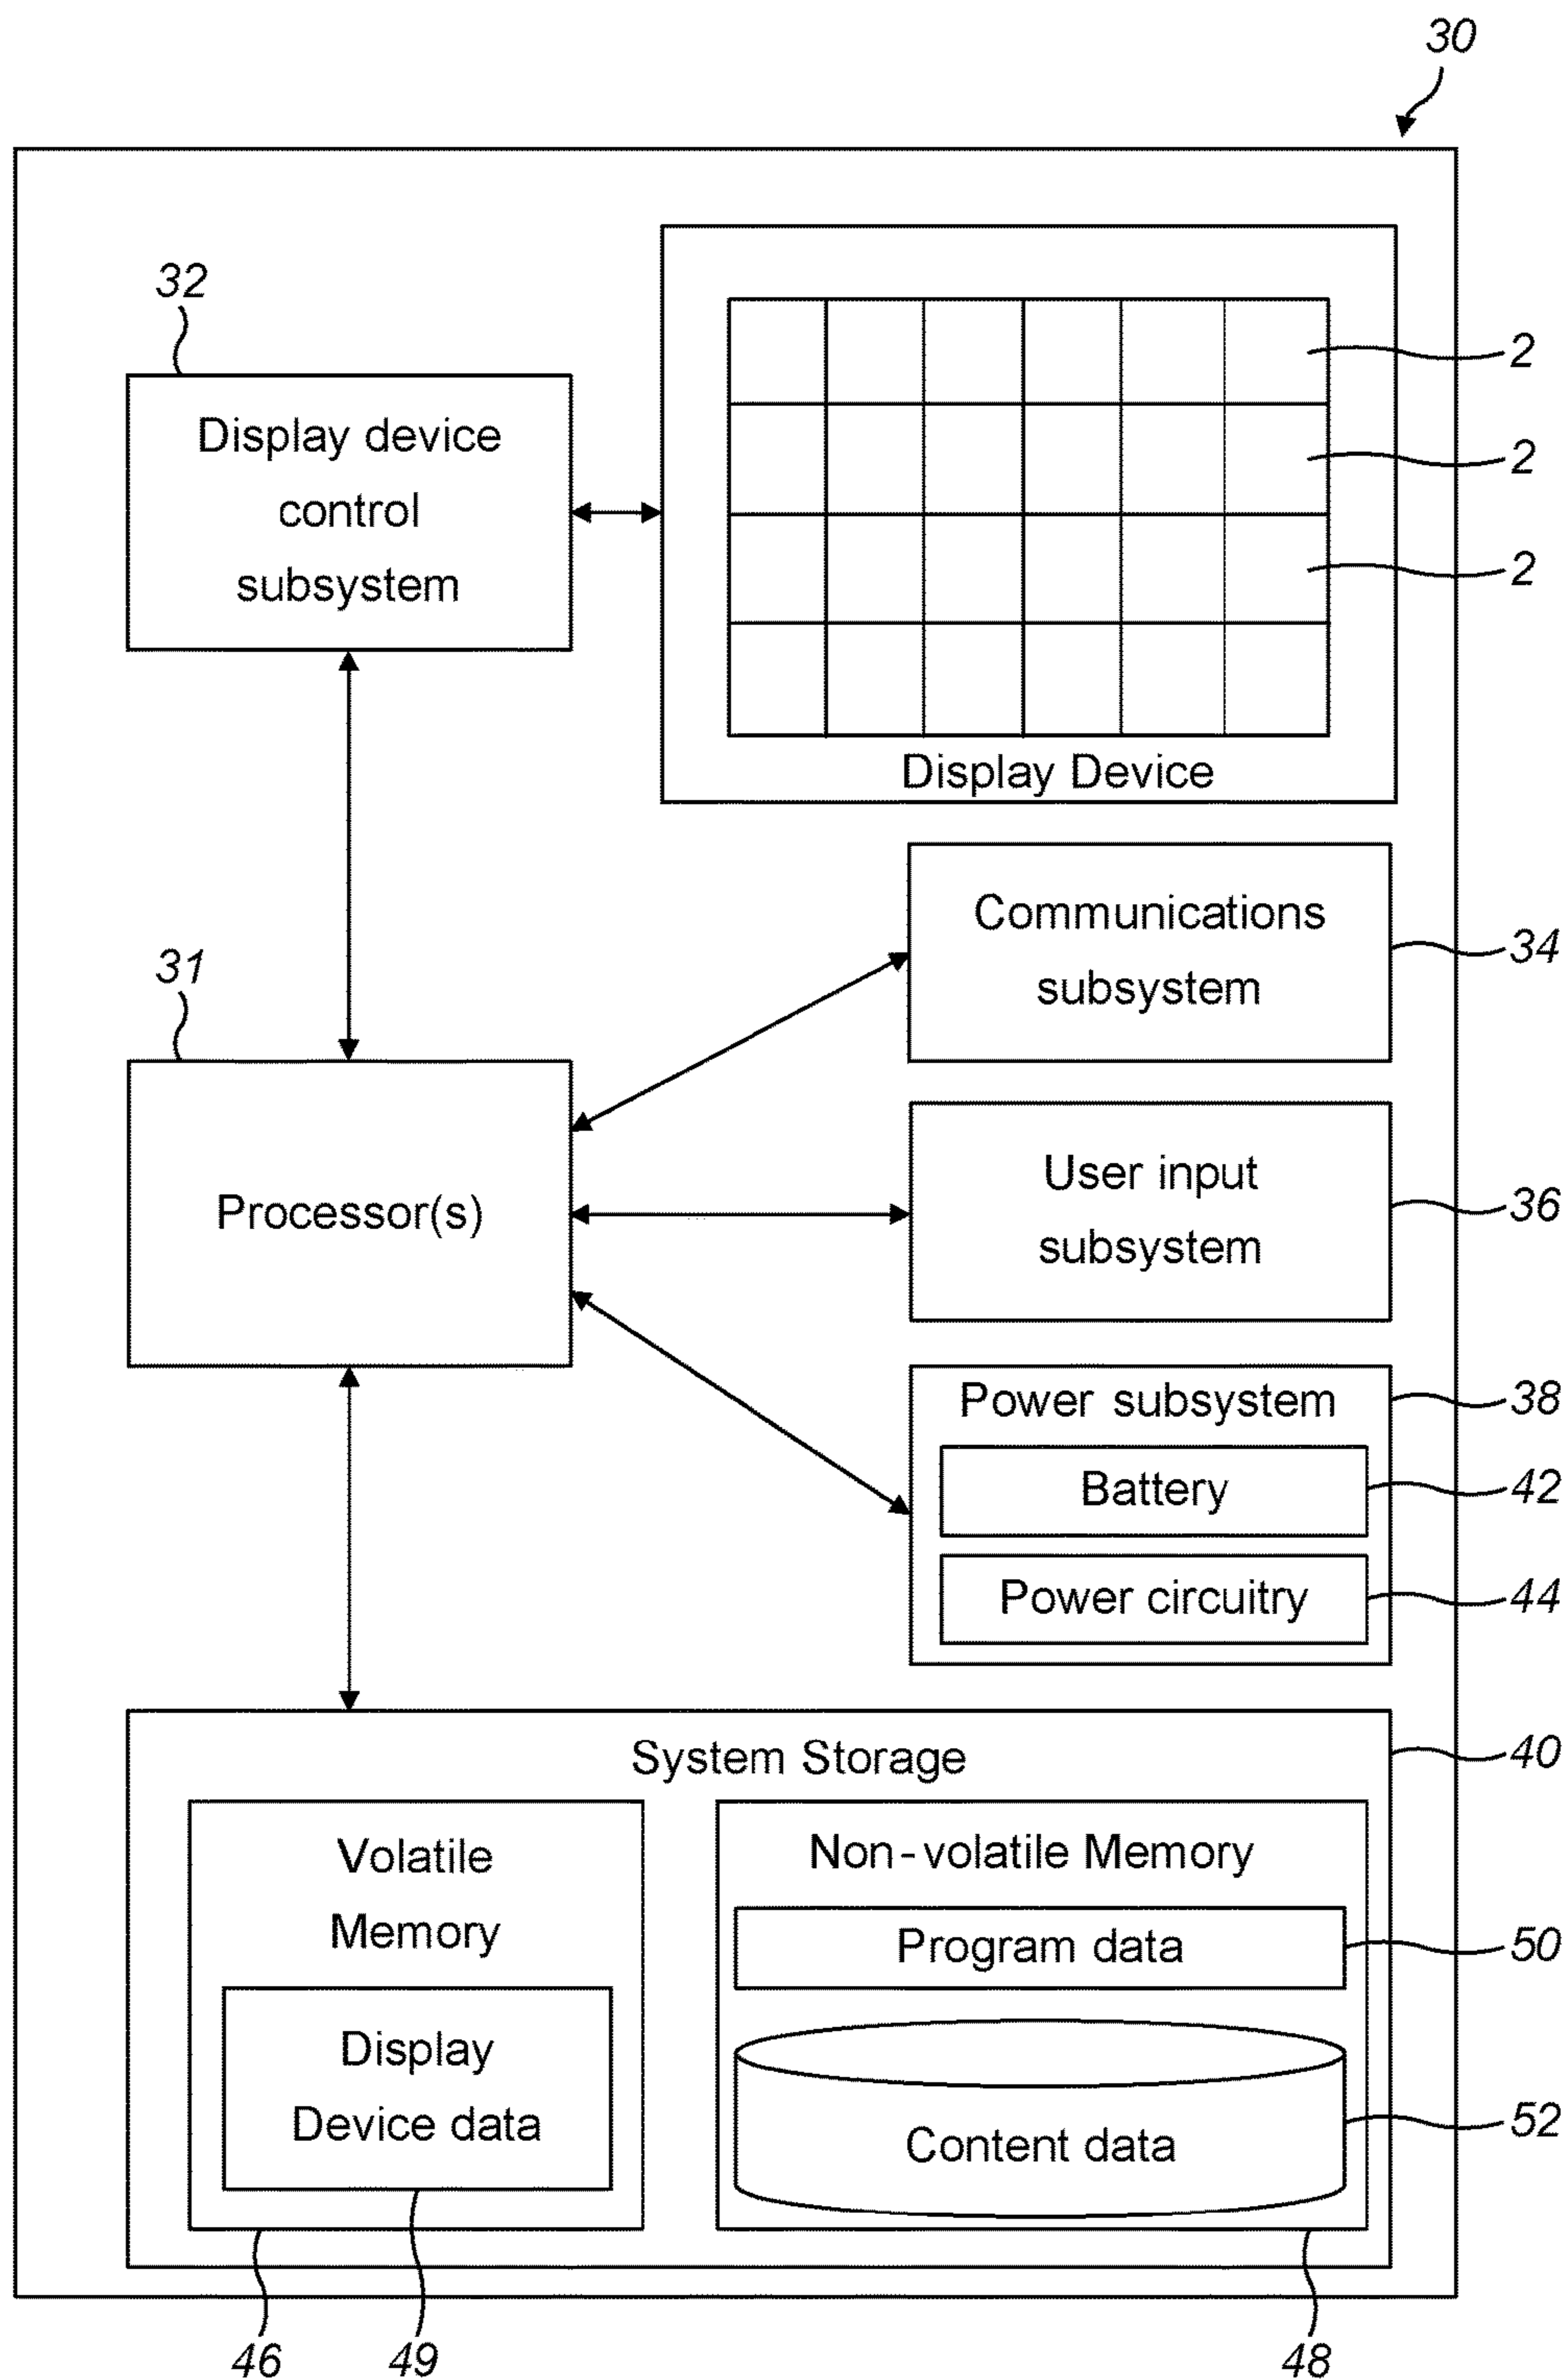 30
32
Display device
control
subsystem
2
2
2
Display Device
Communications
subsystem
34
31
Processor(s)
User input
subsystem
36
Power subsystem
38
Battery
42
Power circuitry
44
System Storage
40
Volatile
Memory
Display
Device data
Non-volatile Memory
Program data
50
Content data
52
46
49
48